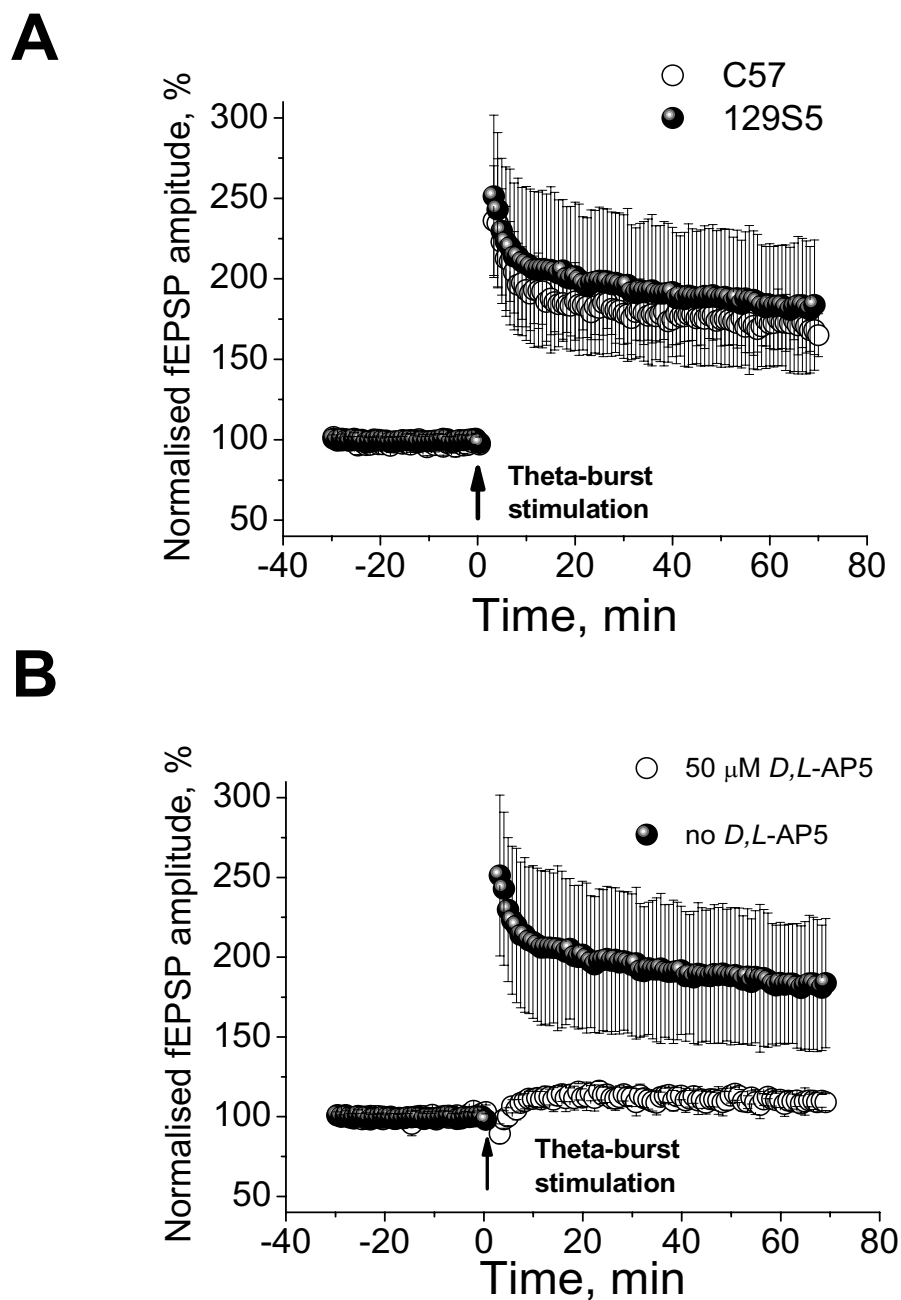 A
C57
129S5
Normalised fEPSP ampitude, %
300
250
200
150
100
50
Theta-burst
stimulation
-40 -20 0 20 40 60 80
Time, min
B
50 μM D,L-AP5
no D,L-AP5
Normalised fEPSP amplitude, %
300
250
200
150
100
50
Theta-burst
stimulation
-40 -20 0 20 40 60 80
Time, min